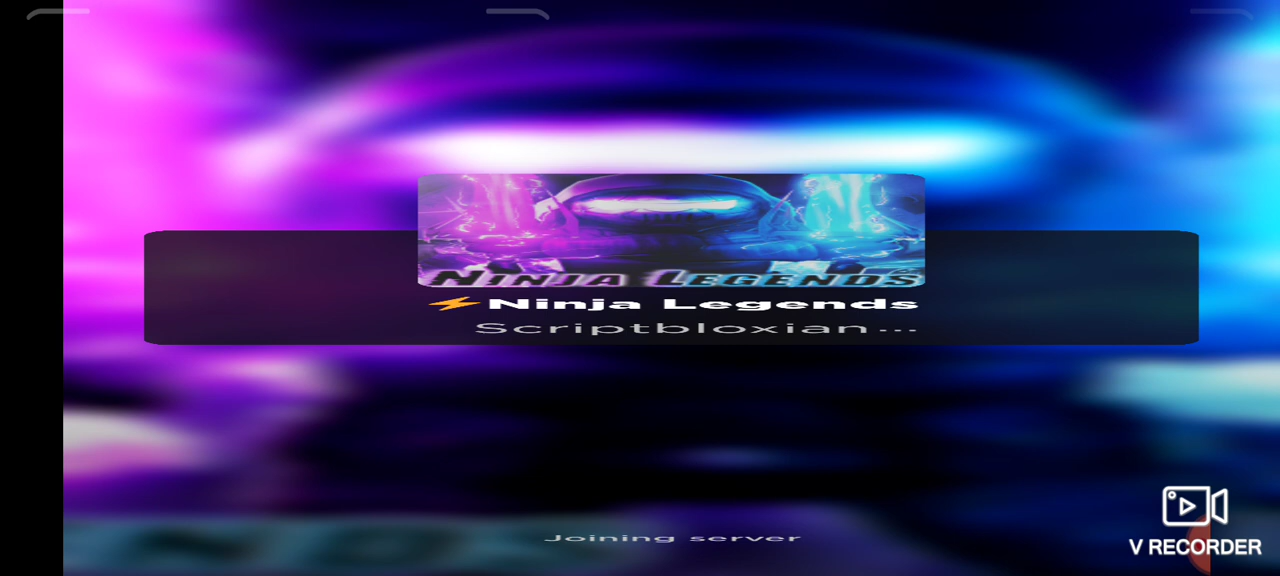 NINJA LEGENDS
⚡Ninja Legends
Scriptbloxian...
Joining server
V RECORDER